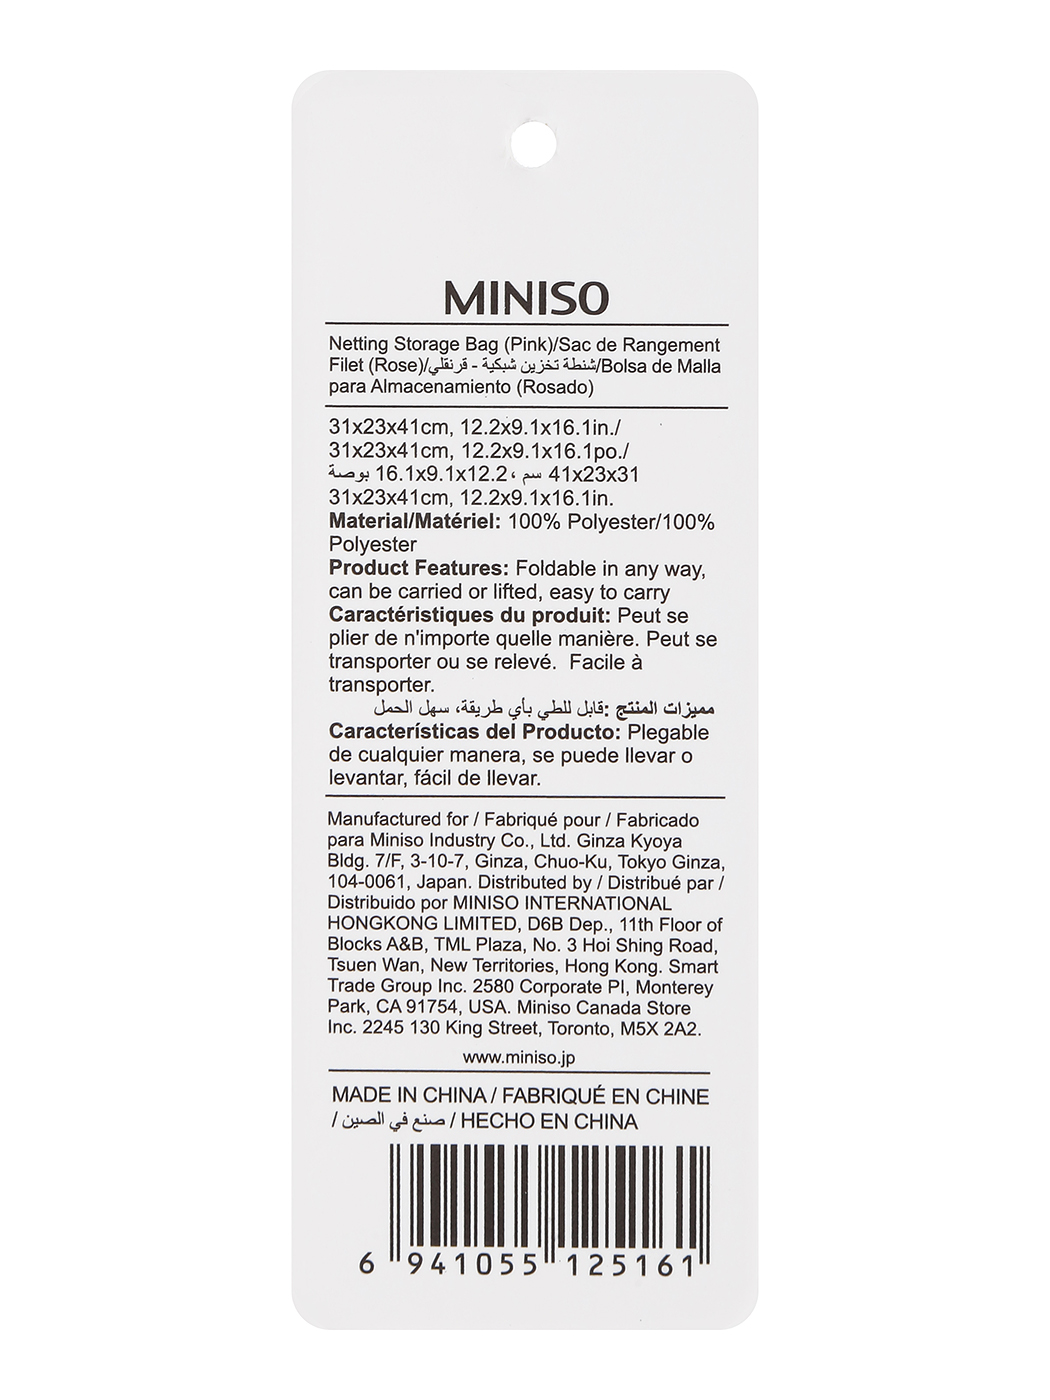 MINISO
Netting Storage Bag (Pink)/Sac de Rangement
Filet (Rose)/شنطة تخزين شبكية - قرنقلي/Bolsa de Malla
para Almacenamiento (Rosado)
31x23x41cm, 12.2x9.1x16.1in./
31x23x41cm, 12.2x9.1x16.1po./
41x23x31 سم ، 16.1x9.1x12.2 بوصة
31x23x41cm, 12.2x9.1x16.1in.
Material/Matériel: 100% Polyester/100%
Polyester
Product Features: Foldable in any way,
can be carried or lifted, easy to carry
Caractéristiques du produit: Peut se
plier de n'importe quelle manière. Peut se
transporter ou se relevé. Facile à
transporter.
مميزات المنتج :قابل للطي بأي طريقة، سهل الحمل
Características del Producto: Plegable
de cualquier manera, se puede llevar o
levantar, fácil de llevar.
Manufactured for / Fabriqué pour / Fabricado
para Miniso Industry Co., Ltd. Ginza Kyoya
Bldg. 7/F, 3-10-7, Ginza, Chuo-Ku, Tokyo Ginza,
104-0061, Japan. Distributed by / Distribué par /
Distribuido por MINISO INTERNATIONAL
HONGKONG LIMITED, D6B Dep., 11th Floor of
Blocks A&B, TML Plaza, No. 3 Hoi Shing Road,
Tsuen Wan, New Territories, Hong Kong. Smart
Trade Group Inc. 2580 Corporate Pl, Monterey
Park, CA 91754, USA. Miniso Canada Store
Inc. 2245 130 King Street, Toronto, M5X 2A2.
www.miniso.jp
MADE IN CHINA / FABRIQUÉ EN CHINE
/ صنع في الصين / HECHO EN CHINA
6 941055 125161